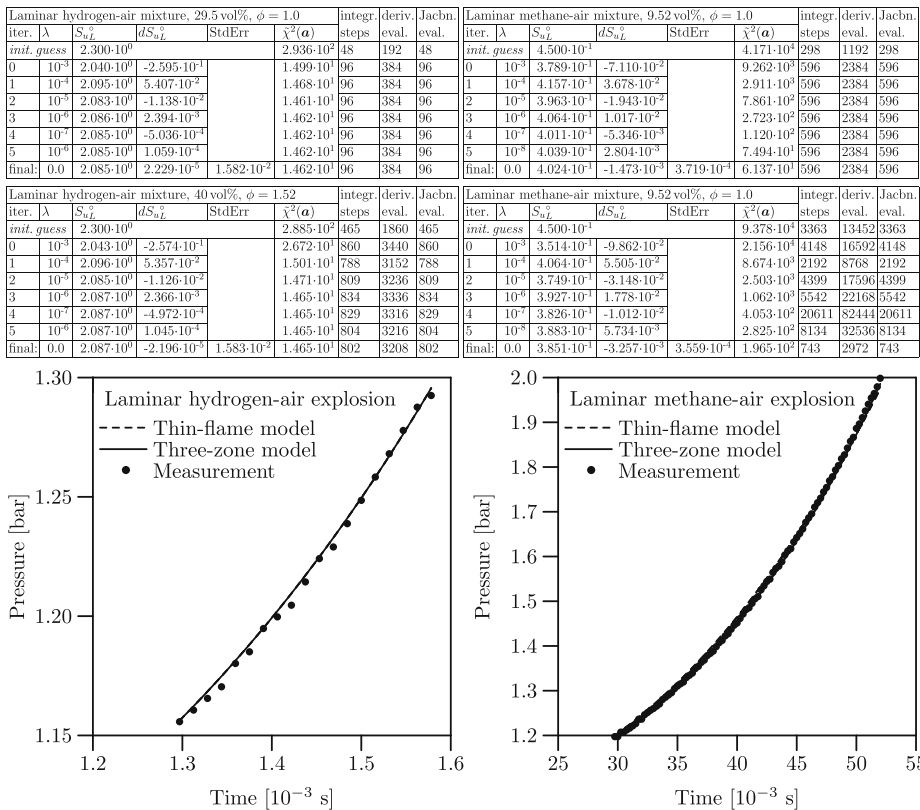 Laminar hydrogen-air mixture, 29.5 vol%, ϕ = 1.0 integr. deriv. Jacbn.
iter. λ S_{uL}° dS_{uL}° StdErr χ̃²(a) steps eval. eval.
init. guess 2.300·10⁰ 2.936·10² 48 192 48
0 10⁻³ 2.040·10⁰ -2.595·10⁻¹ 1.499·10¹ 96 384 96
1 10⁻⁴ 2.095·10⁰ 5.407·10⁻² 1.468·10¹ 96 384 96
2 10⁻⁵ 2.083·10⁰ -1.138·10⁻² 1.461·10¹ 96 384 96
3 10⁻⁶ 2.086·10⁰ 2.394·10⁻³ 1.462·10¹ 96 384 96
4 10⁻⁷ 2.085·10⁰ -5.036·10⁻⁴ 1.462·10¹ 96 384 96
5 10⁻⁶ 2.085·10⁰ 1.059·10⁻⁴ 1.462·10¹ 96 384 96
final: 0.0 2.085·10⁰ 2.229·10⁻⁵ 1.582·10⁻² 1.462·10¹ 96 384 96
Laminar methane-air mixture, 9.52 vol%, ϕ = 1.0 integr. deriv. Jacbn.
iter. λ S_{uL}° dS_{uL}° StdErr χ̃²(a) steps eval. eval.
init. guess 4.500·10⁻¹ 4.171·10⁴ 298 1192 298
0 10⁻³ 3.789·10⁻¹ -7.110·10⁻² 9.262·10³ 596 2384 596
1 10⁻⁴ 4.157·10⁻¹ 3.678·10⁻² 2.911·10³ 596 2384 596
2 10⁻⁵ 3.963·10⁻¹ -1.943·10⁻² 7.861·10² 596 2384 596
3 10⁻⁶ 4.064·10⁻¹ 1.017·10⁻² 2.723·10² 596 2384 596
4 10⁻⁷ 4.011·10⁻¹ -5.346·10⁻³ 1.120·10² 596 2384 596
5 10⁻⁸ 4.039·10⁻¹ 2.804·10⁻³ 7.494·10¹ 596 2384 596
final: 0.0 4.024·10⁻¹ -1.473·10⁻³ 3.719·10⁻⁴ 6.137·10¹ 596 2384 596
Laminar hydrogen-air mixture, 40 vol%, ϕ = 1.52 integr. deriv. Jacbn.
iter. λ S_{uL}° dS_{uL}° StdErr χ̃²(a) steps eval. eval.
init. guess 2.300·10⁰ 2.885·10² 465 1860 465
0 10⁻³ 2.043·10⁰ -2.574·10⁻¹ 2.672·10¹ 860 3440 860
1 10⁻⁴ 2.096·10⁰ 5.357·10⁻² 1.501·10¹ 788 3152 788
2 10⁻⁵ 2.085·10⁰ -1.126·10⁻² 1.471·10¹ 809 3236 809
3 10⁻⁶ 2.087·10⁰ 2.366·10⁻³ 1.465·10¹ 834 3336 834
4 10⁻⁷ 2.087·10⁰ -4.972·10⁻⁴ 1.465·10¹ 829 3316 829
5 10⁻⁶ 2.087·10⁰ 1.045·10⁻⁴ 1.465·10¹ 804 3216 804
final: 0.0 2.087·10⁰ -2.196·10⁻⁵ 1.583·10⁻² 1.465·10¹ 802 3208 802
Laminar methane-air mixture, 9.52 vol%, ϕ = 1.0 integr. deriv. Jacbn.
iter. λ S_{uL}° dS_{uL}° StdErr χ̃²(a) steps eval. eval.
init. guess 4.500·10⁻¹ 9.378·10⁴ 3363 13452 3363
0 10⁻³ 3.514·10⁻¹ -9.862·10⁻² 2.156·10⁴ 4148 16592 4148
1 10⁻⁴ 4.064·10⁻¹ 5.505·10⁻² 8.674·10³ 2192 8768 2192
2 10⁻⁵ 3.749·10⁻¹ -3.148·10⁻² 2.503·10³ 4399 17596 4399
3 10⁻⁶ 3.927·10⁻¹ 1.778·10⁻² 1.062·10³ 5542 22168 5542
4 10⁻⁷ 3.826·10⁻¹ -1.012·10⁻² 4.053·10² 20611 82444 20611
5 10⁻⁸ 3.883·10⁻¹ 5.734·10⁻³ 2.825·10² 8134 32536 8134
final: 0.0 3.851·10⁻¹ -3.257·10⁻³ 3.559·10⁻⁴ 1.965·10² 743 2972 743
Laminar hydrogen-air explosion
Thin-flame model
Three-zone model
Measurement
Pressure [bar]
1.30
1.25
1.20
1.15
1.2 1.3 1.4 1.5 1.6
Time [10⁻³ s]
Laminar methane-air explosion
Thin-flame model
Three-zone model
Measurement
Pressure [bar]
2.0
1.9
1.8
1.7
1.6
1.5
1.4
1.3
1.2
25 30 35 40 45 50
Time [10⁻³ s]